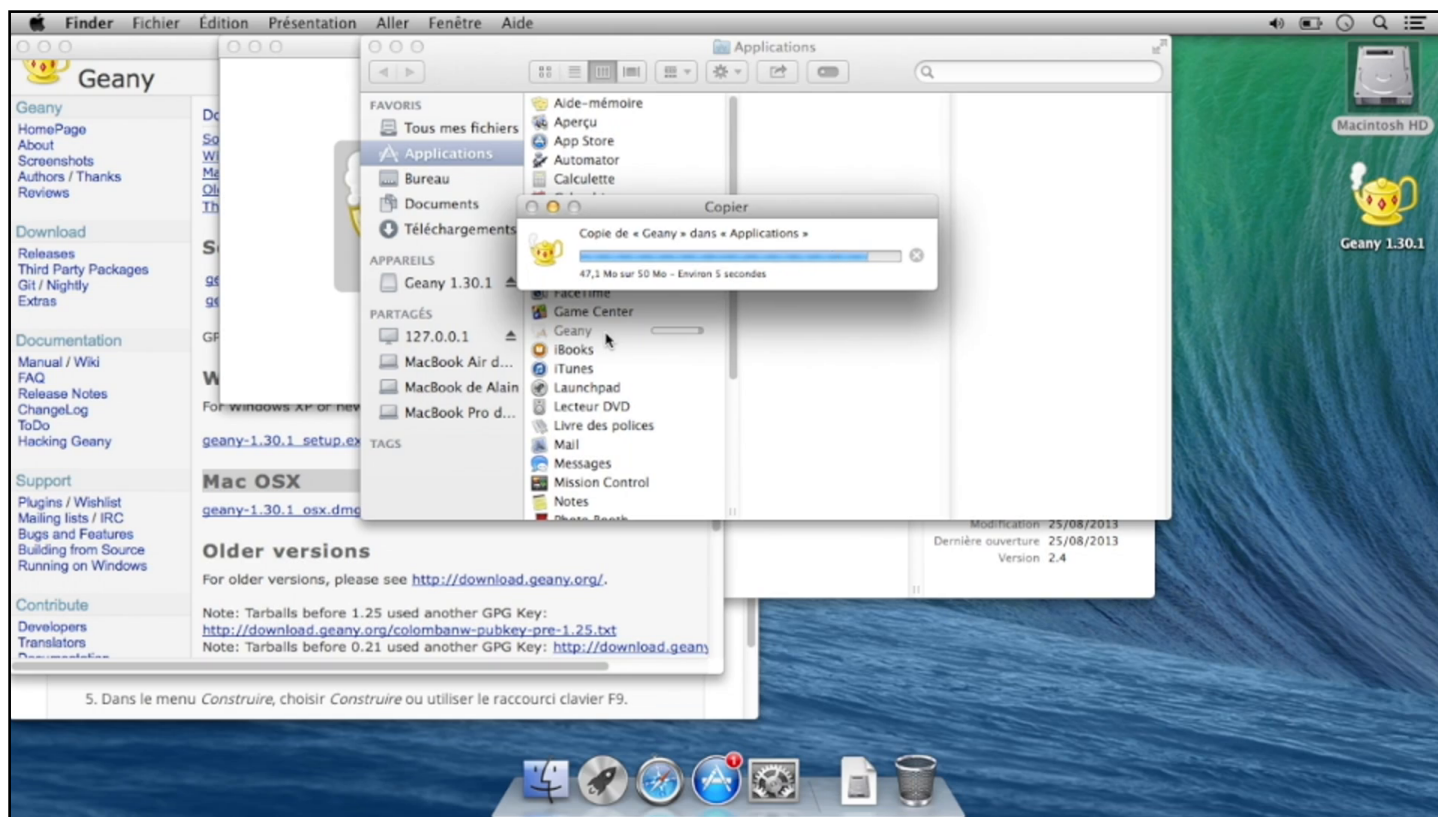 Finder Fichier Édition Présentation Aller Fenêtre Aide
Geany
Geany
HomePage
About
Screenshots
Authors / Thanks
Reviews
Download
Releases
Third Party Packages
Git / Nightly
Extras
Documentation
Manual / Wiki
FAQ
Release Notes
ChangeLog
ToDo
Hacking Geany
Support
Plugins / Wishlist
Mailing lists / IRC
Bugs and Features
Building from Source
Running on Windows
Contribute
Developers
Translators
For Windows XP or new
geany-1.30.1_setup.ex
Mac OSX
geany-1.30.1_osx.dmg
Older versions
For older versions, please see http://download.geany.org/.
Note: Tarballs before 1.25 used another GPG Key:
http://download.geany.org/colombanw-pubkey-pre-1.25.txt
Note: Tarballs before 0.21 used another GPG Key: http://download.geany
5. Dans le menu Construire, choisir Construire ou utiliser le raccourci clavier F9.
Applications
FAVORIS
Tous mes fichiers
Applications
Bureau
Documents
Téléchargements
APPAREILS
Geany 1.30.1
PARTAGÉS
127.0.0.1
MacBook Air d...
MacBook de Alain
MacBook Pro d...
TAGS
Aide-mémoire
Aperçu
App Store
Automator
Calculette
Copier
Copie de « Geany » dans « Applications »
47,1 Mo sur 50 Mo – Environ 5 secondes
FaceTime
Game Center
Geany
iBooks
iTunes
Launchpad
Lecteur DVD
Livre des polices
Mail
Messages
Mission Control
Notes
Photo Booth
Modification 25/08/2013
Dernière ouverture 25/08/2013
Version 2.4
Macintosh HD
Geany 1.30.1
1